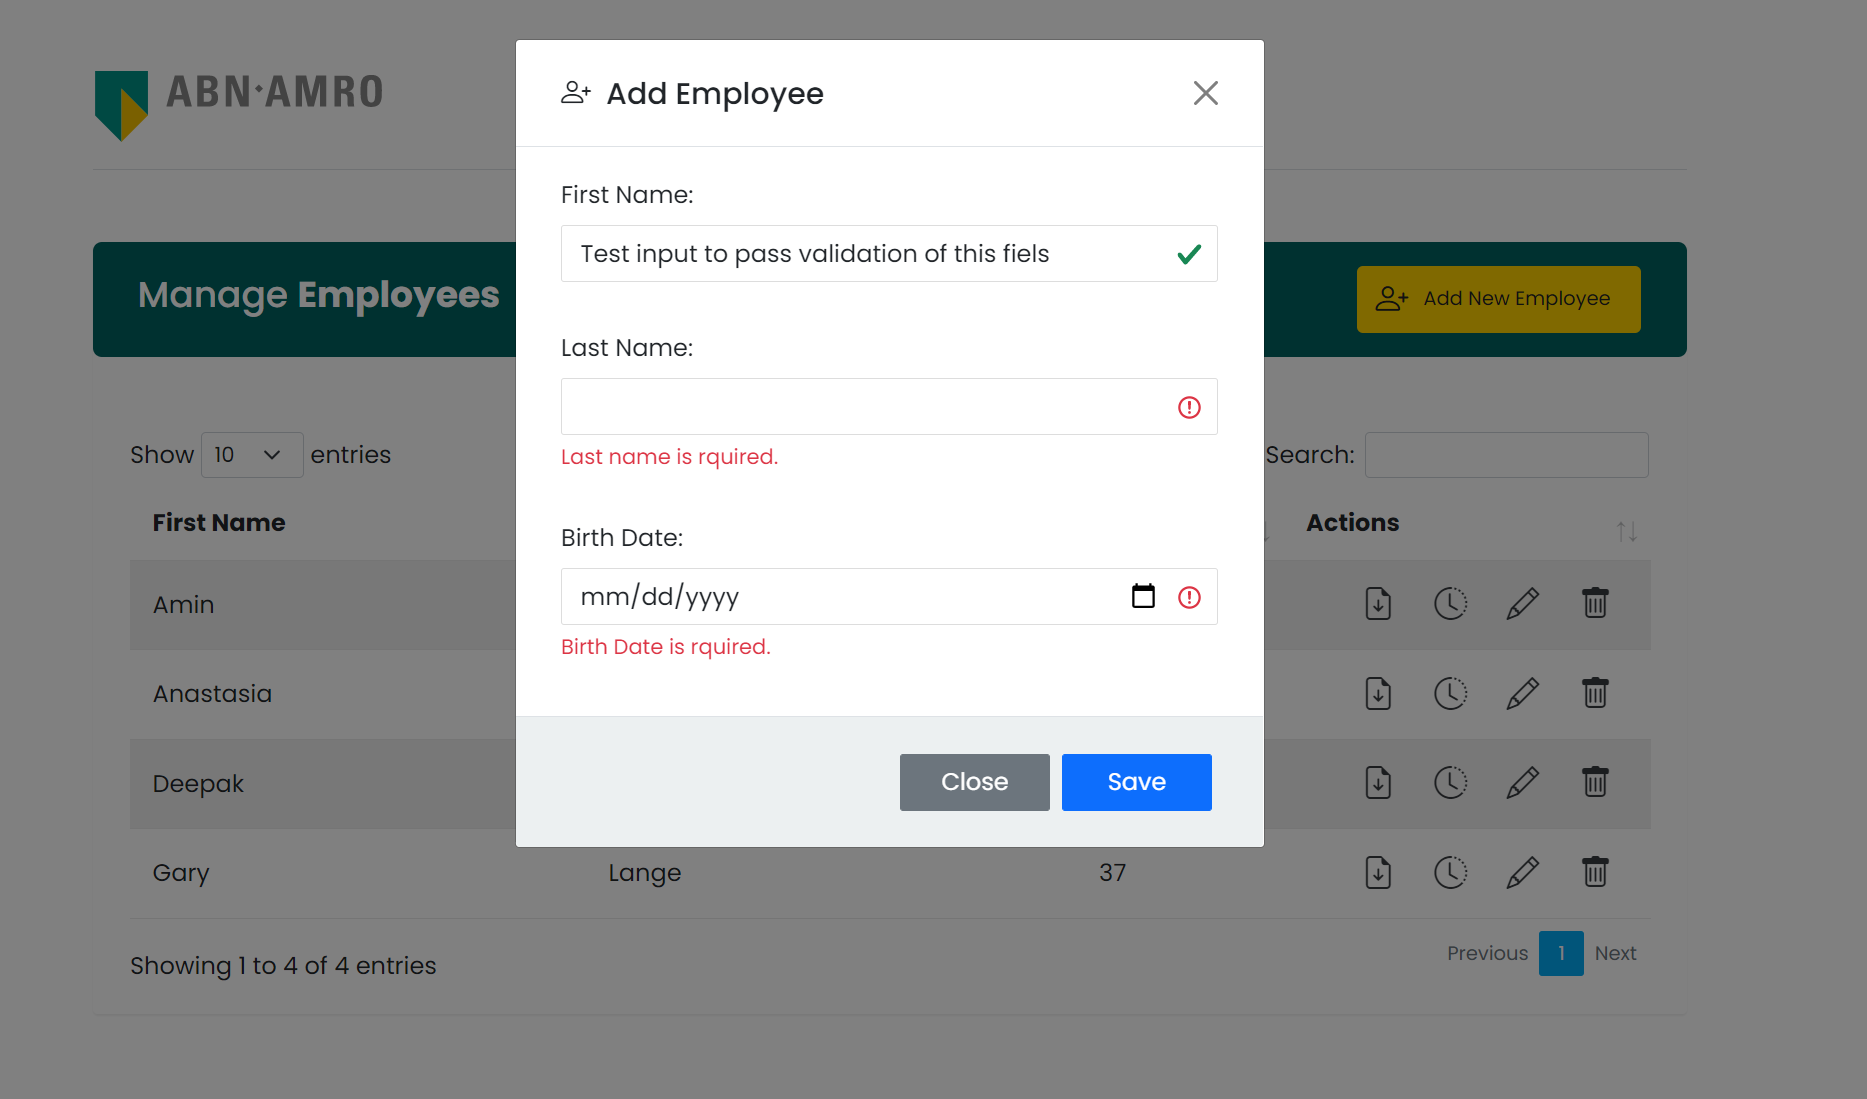 ABN·AMRO
Add Employee
First Name:
Test input to pass validation of this fiels
Manage Employees
Add New Employee
Last Name:
Last name is rquired.
Show 10 entries
Search:
First Name
Actions
Birth Date:
mm/dd/yyyy
Birth Date is rquired.
Amin
Anastasia
Deepak
Close
Save
Gary Lange 37
Showing 1 to 4 of 4 entries
Previous 1 Next